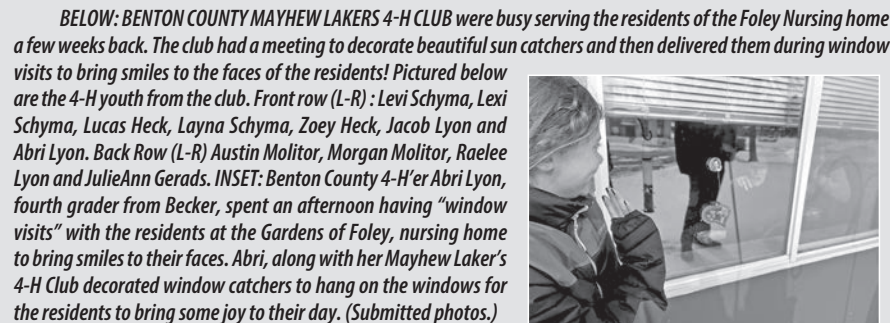 BELOW: BENTON COUNTY MAYHEW LAKERS 4-H CLUB were busy serving the residents of the Foley Nursing home
a few weeks back. The club had a meeting to decorate beautiful sun catchers and then delivered them during window
visits to bring smiles to the faces of the residents! Pictured below
are the 4-H youth from the club. Front row (L-R) : Levi Schyma, Lexi
Schyma, Lucas Heck, Layna Schyma, Zoey Heck, Jacob Lyon and
Abri Lyon. Back Row (L-R) Austin Molitor, Morgan Molitor, Raelee
Lyon and JulieAnn Gerads. INSET: Benton County 4-H'er Abri Lyon,
fourth grader from Becker, spent an afternoon having “window
visits” with the residents at the Gardens of Foley, nursing home
to bring smiles to their faces. Abri, along with her Mayhew Laker's
4-H Club decorated window catchers to hang on the windows for
the residents to bring some joy to their day. (Submitted photos.)